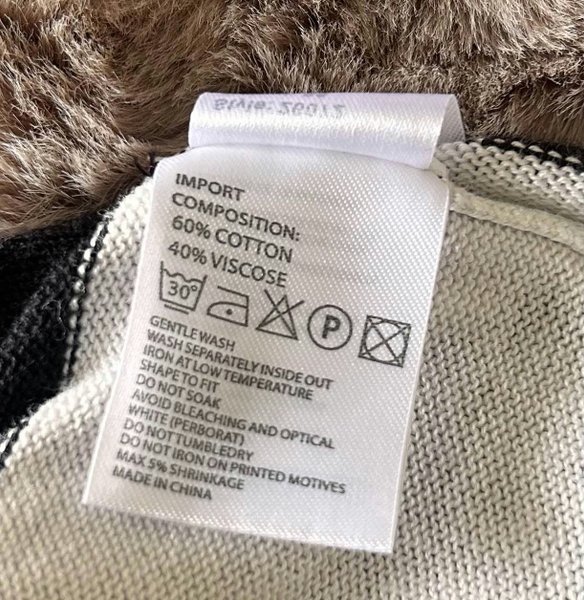 Style: 26072
IMPORT
COMPOSITION:
60% COTTON
40% VISCOSE
30° P
GENTLE WASH
WASH SEPARATELY INSIDE OUT
IRON AT LOW TEMPERATURE
SHAPE TO FIT
DO NOT SOAK
AVOID BLEACHING AND OPTICAL
WHITE (PERBORAT)
DO NOT TUMBLEDRY
DO NOT IRON ON PRINTED MOTIVES
MAX 5% SHRINKAGE
MADE IN CHINA